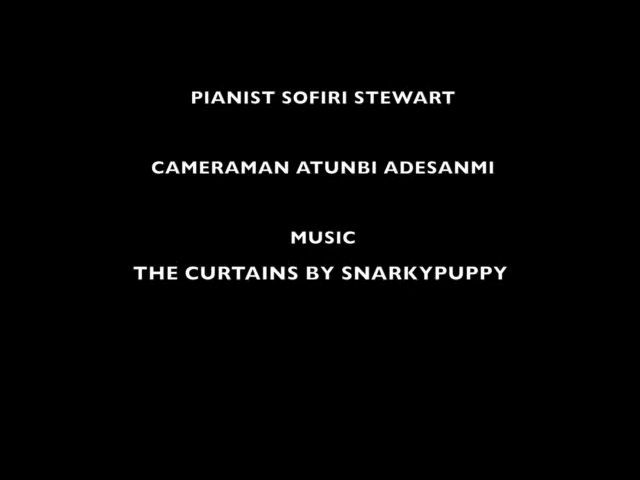 PIANIST SOFIRI STEWART
CAMERAMAN ATUNBI ADESANMI
MUSIC
THE CURTAINS BY SNARKYPUPPY